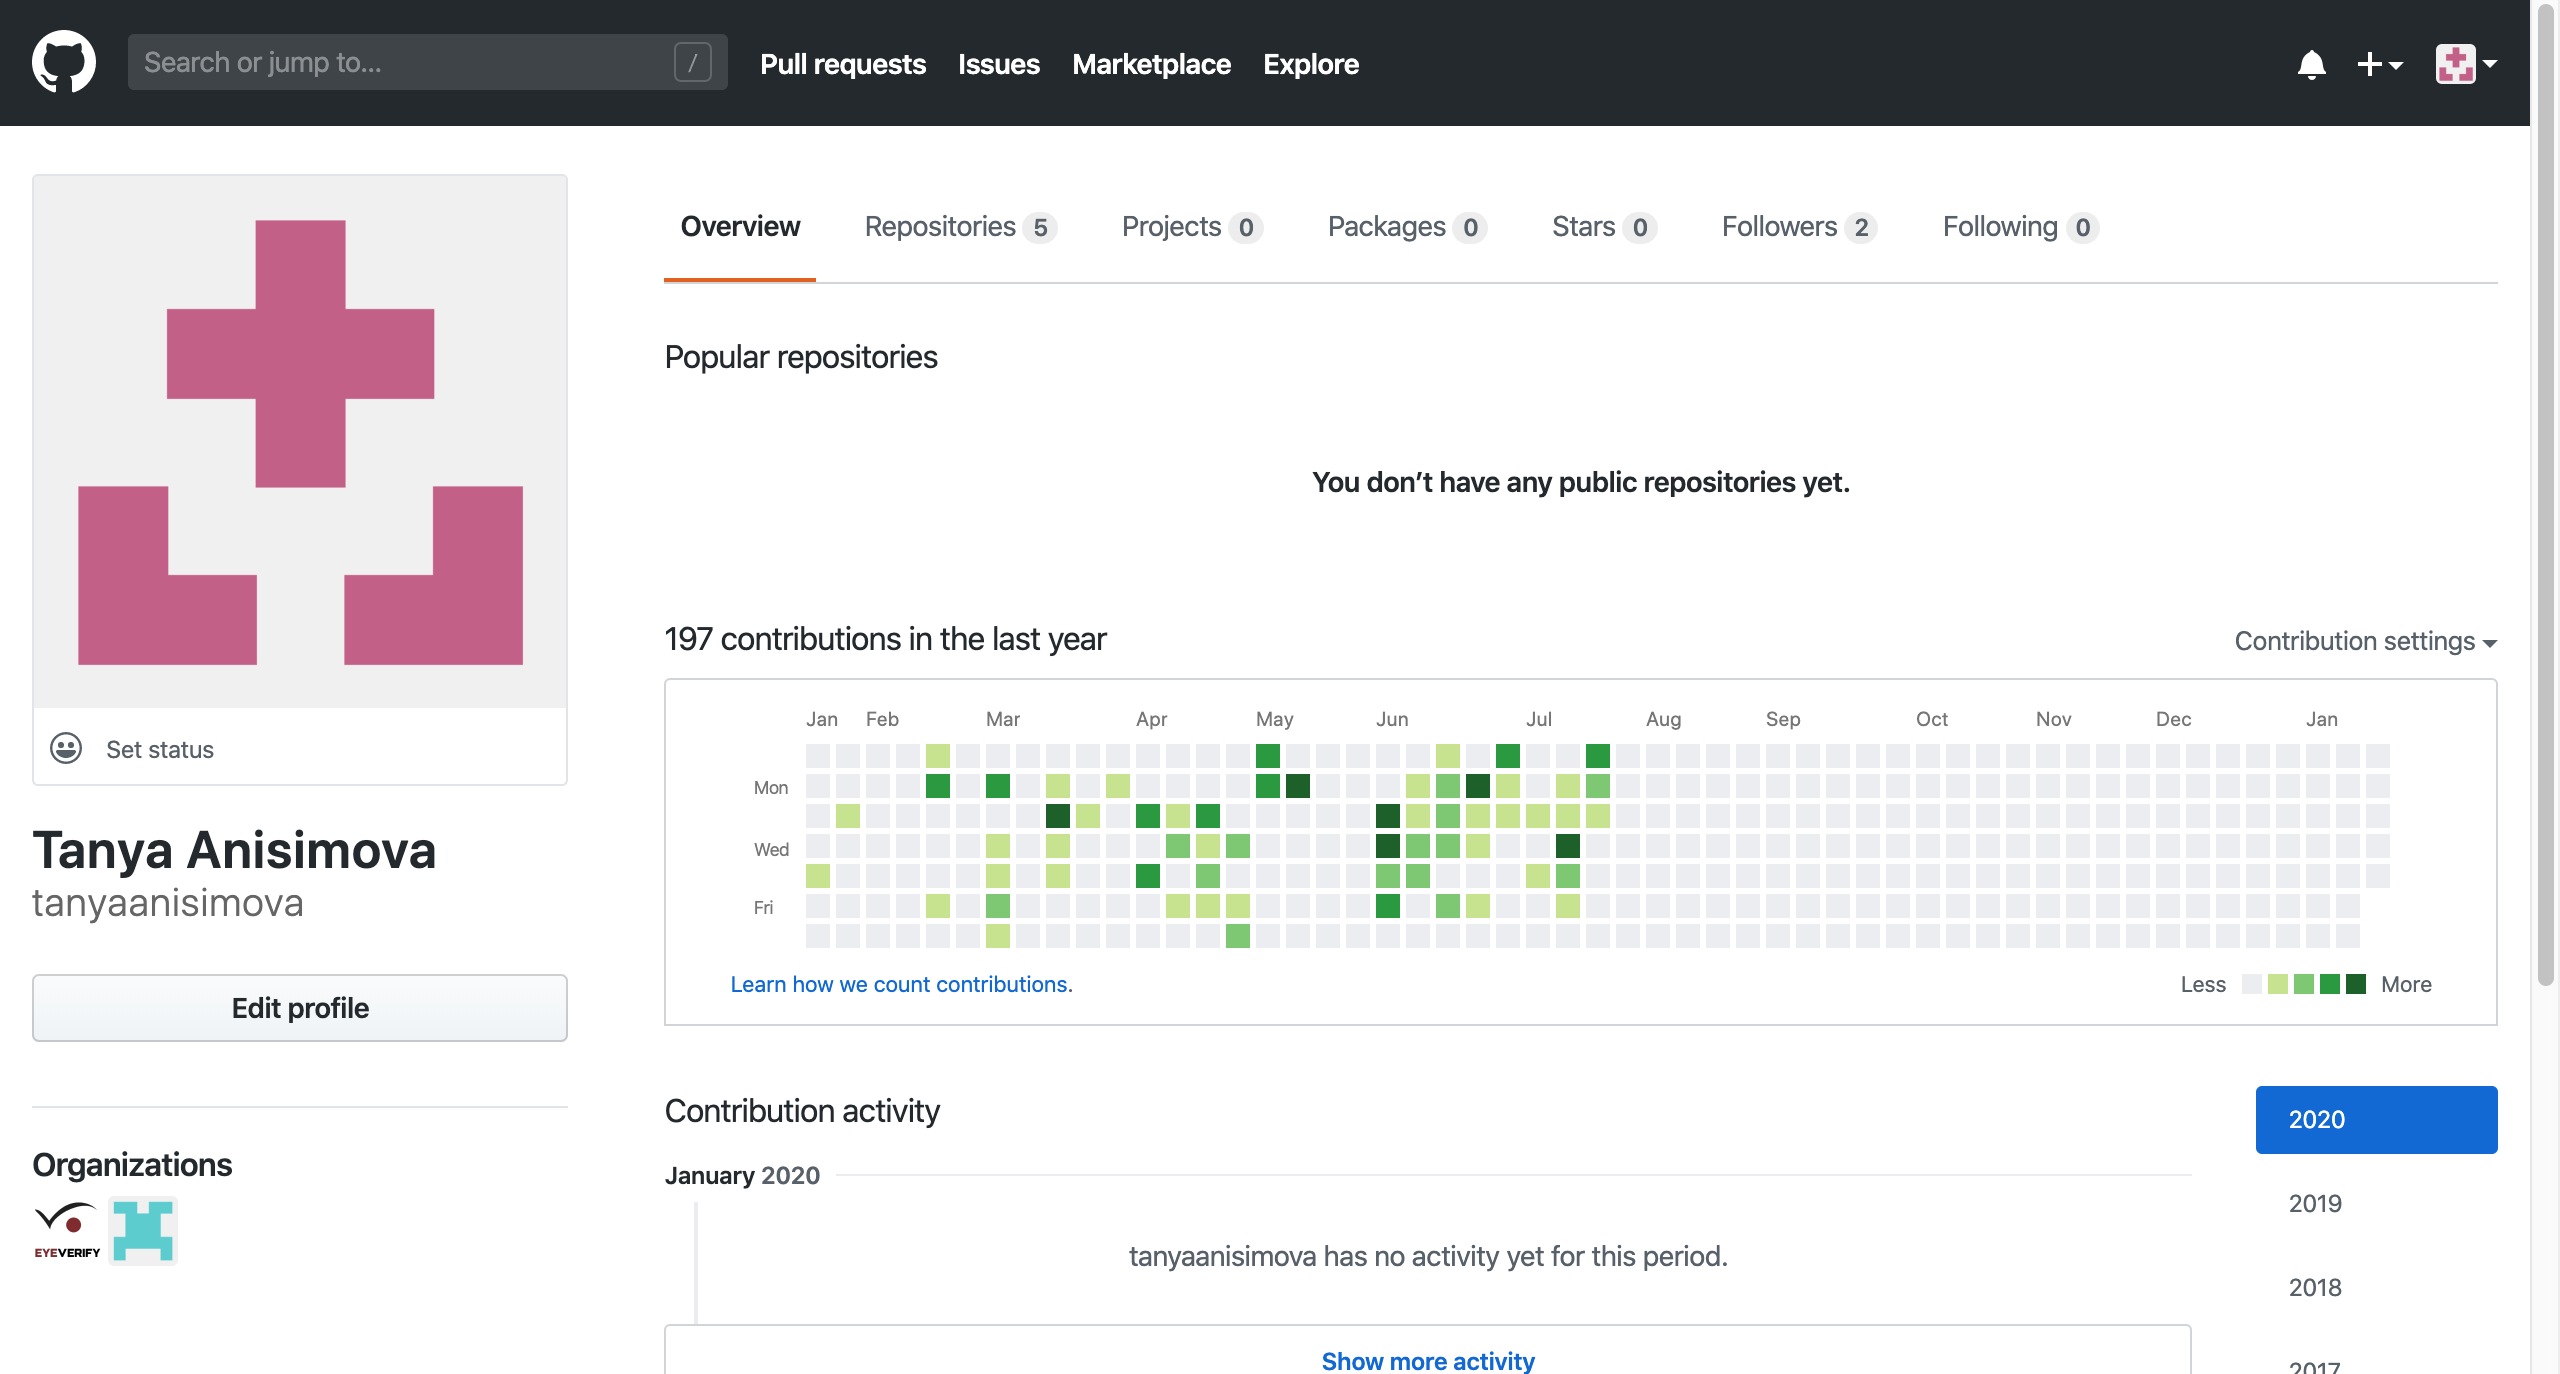 Search or jump to...
/
Pull requests
Issues
Marketplace
Explore
Set status
Tanya Anisimova
tanyaanisimova
Edit profile
Organizations
EYEVERIFY
Overview
Repositories 5
Projects 0
Packages 0
Stars 0
Followers 2
Following 0
Popular repositories
You don’t have any public repositories yet.
197 contributions in the last year
Contribution settings
Jan Feb Mar Apr May Jun Jul Aug Sep Oct Nov Dec Jan
Mon
Wed
Fri
Learn how we count contributions.
Less
More
Contribution activity
January 2020
tanyaanisimova has no activity yet for this period.
Show more activity
2020
2019
2018
2017